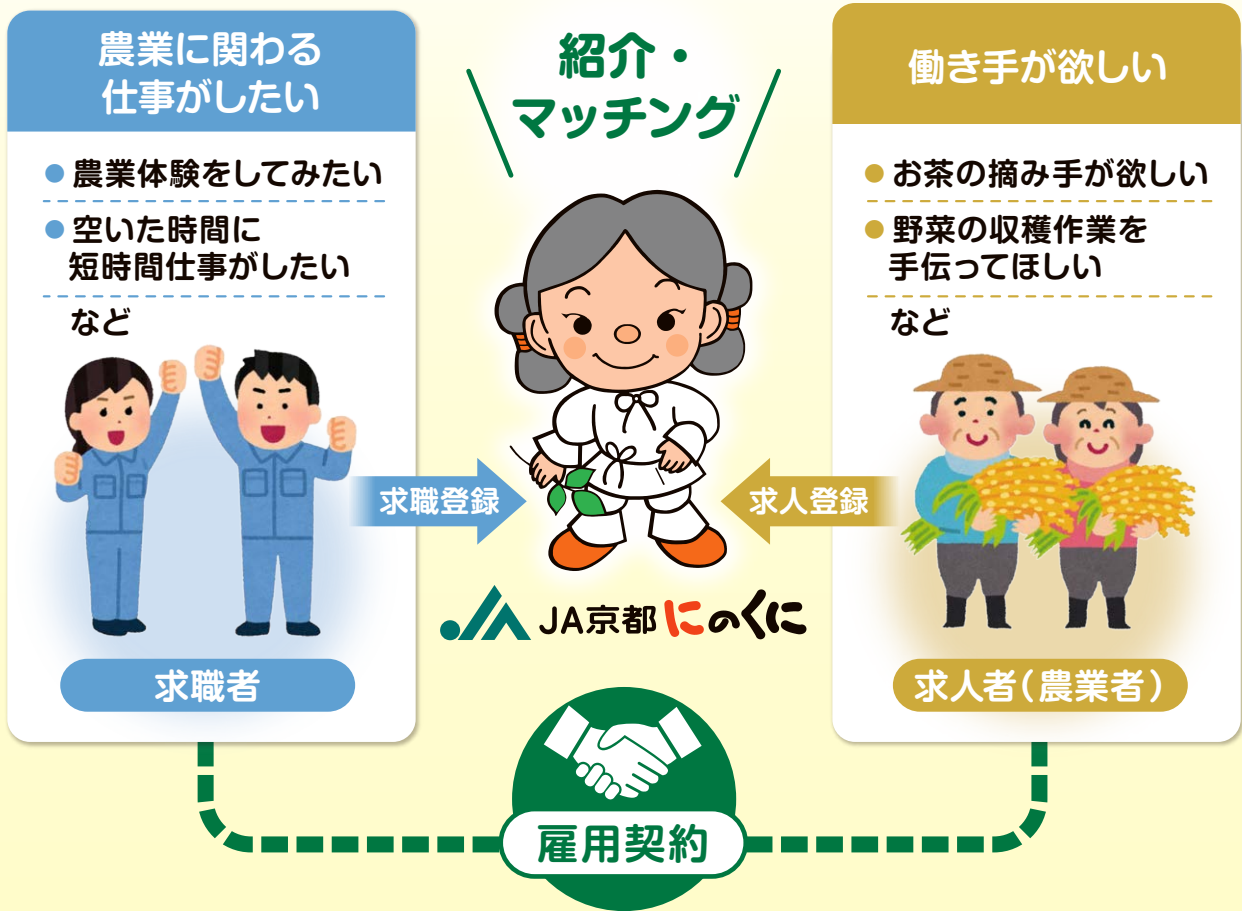 農業に関わる
仕事がしたい
農業体験をしてみたい
空いた時間に
短時間仕事がしたい
など
求職登録
求職者
紹介・
マッチング
JA京都 にのくに
働き手が欲しい
お茶の摘み手が欲しい
野菜の収穫作業を
手伝ってほしい
など
求人登録
求人者(農業者)
雇用契約